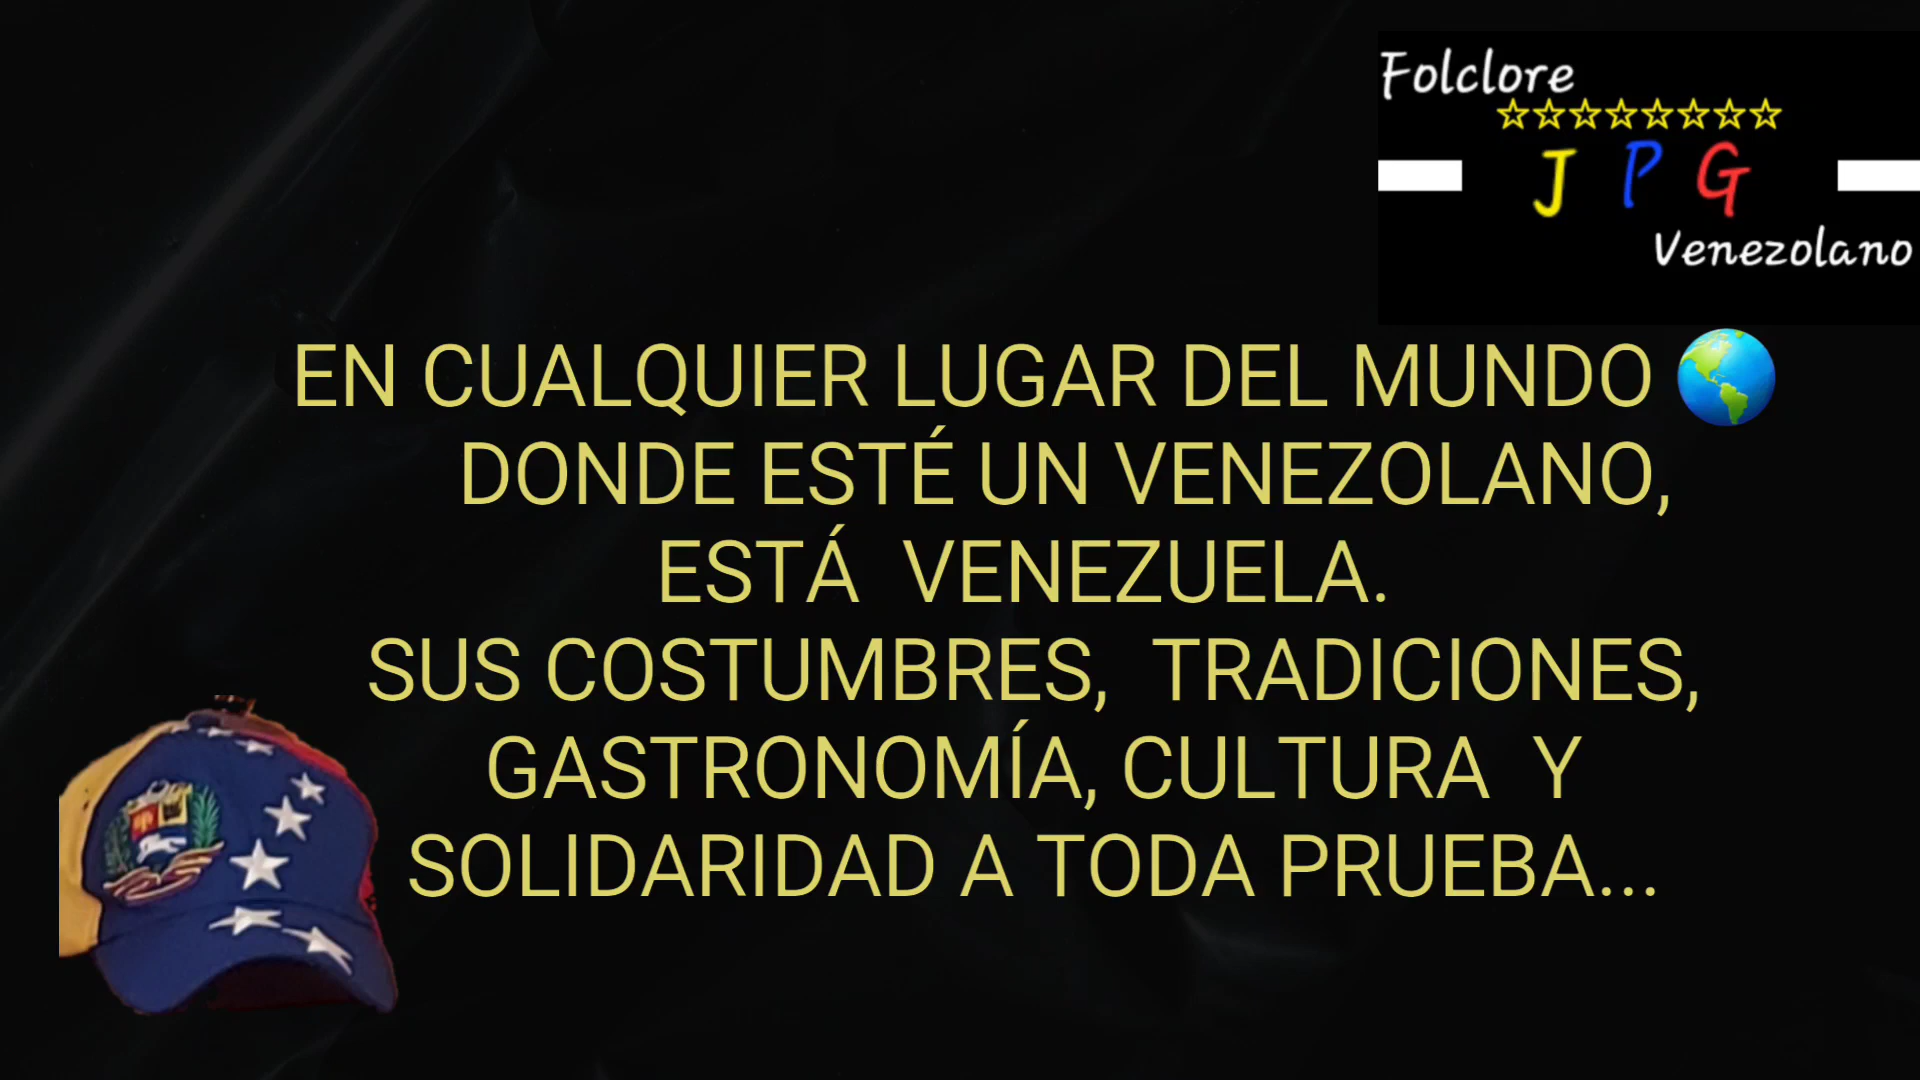 Folclore
☆☆☆☆☆☆☆☆
J P G
Venezolano
EN CUALQUIER LUGAR DEL MUNDO 🌎
DONDE ESTÉ UN VENEZOLANO,
ESTÁ VENEZUELA.
SUS COSTUMBRES, TRADICIONES,
GASTRONOMÍA, CULTURA Y
SOLIDARIDAD A TODA PRUEBA...